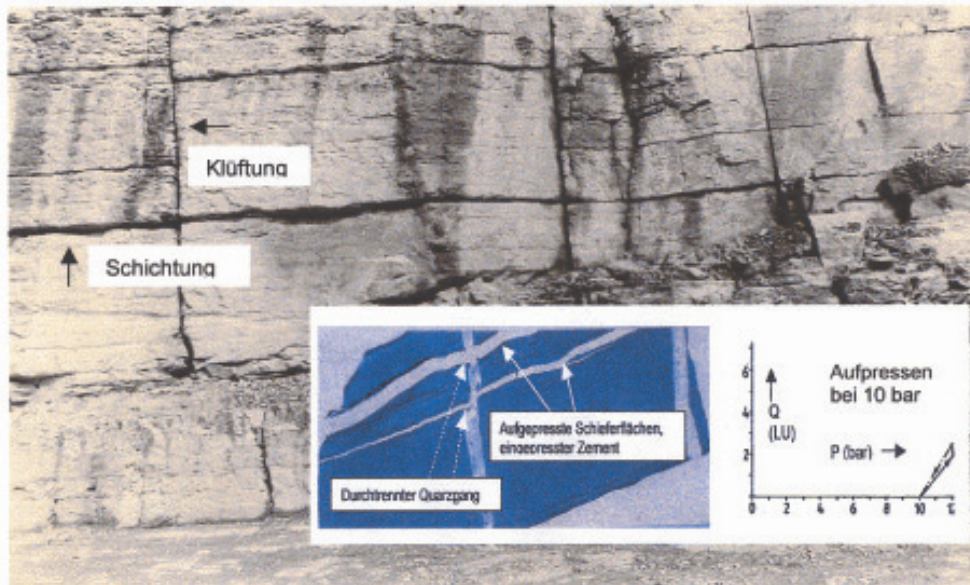 Klüftung
Schichtung
Aufgepresste Schieferflächen,
eingepresster Zement
Durchtrennter Quarzgang
Aufpressen
bei 10 bar
Q
(LU)
P (bar)
6
4
2
0 2 4 6 8 10